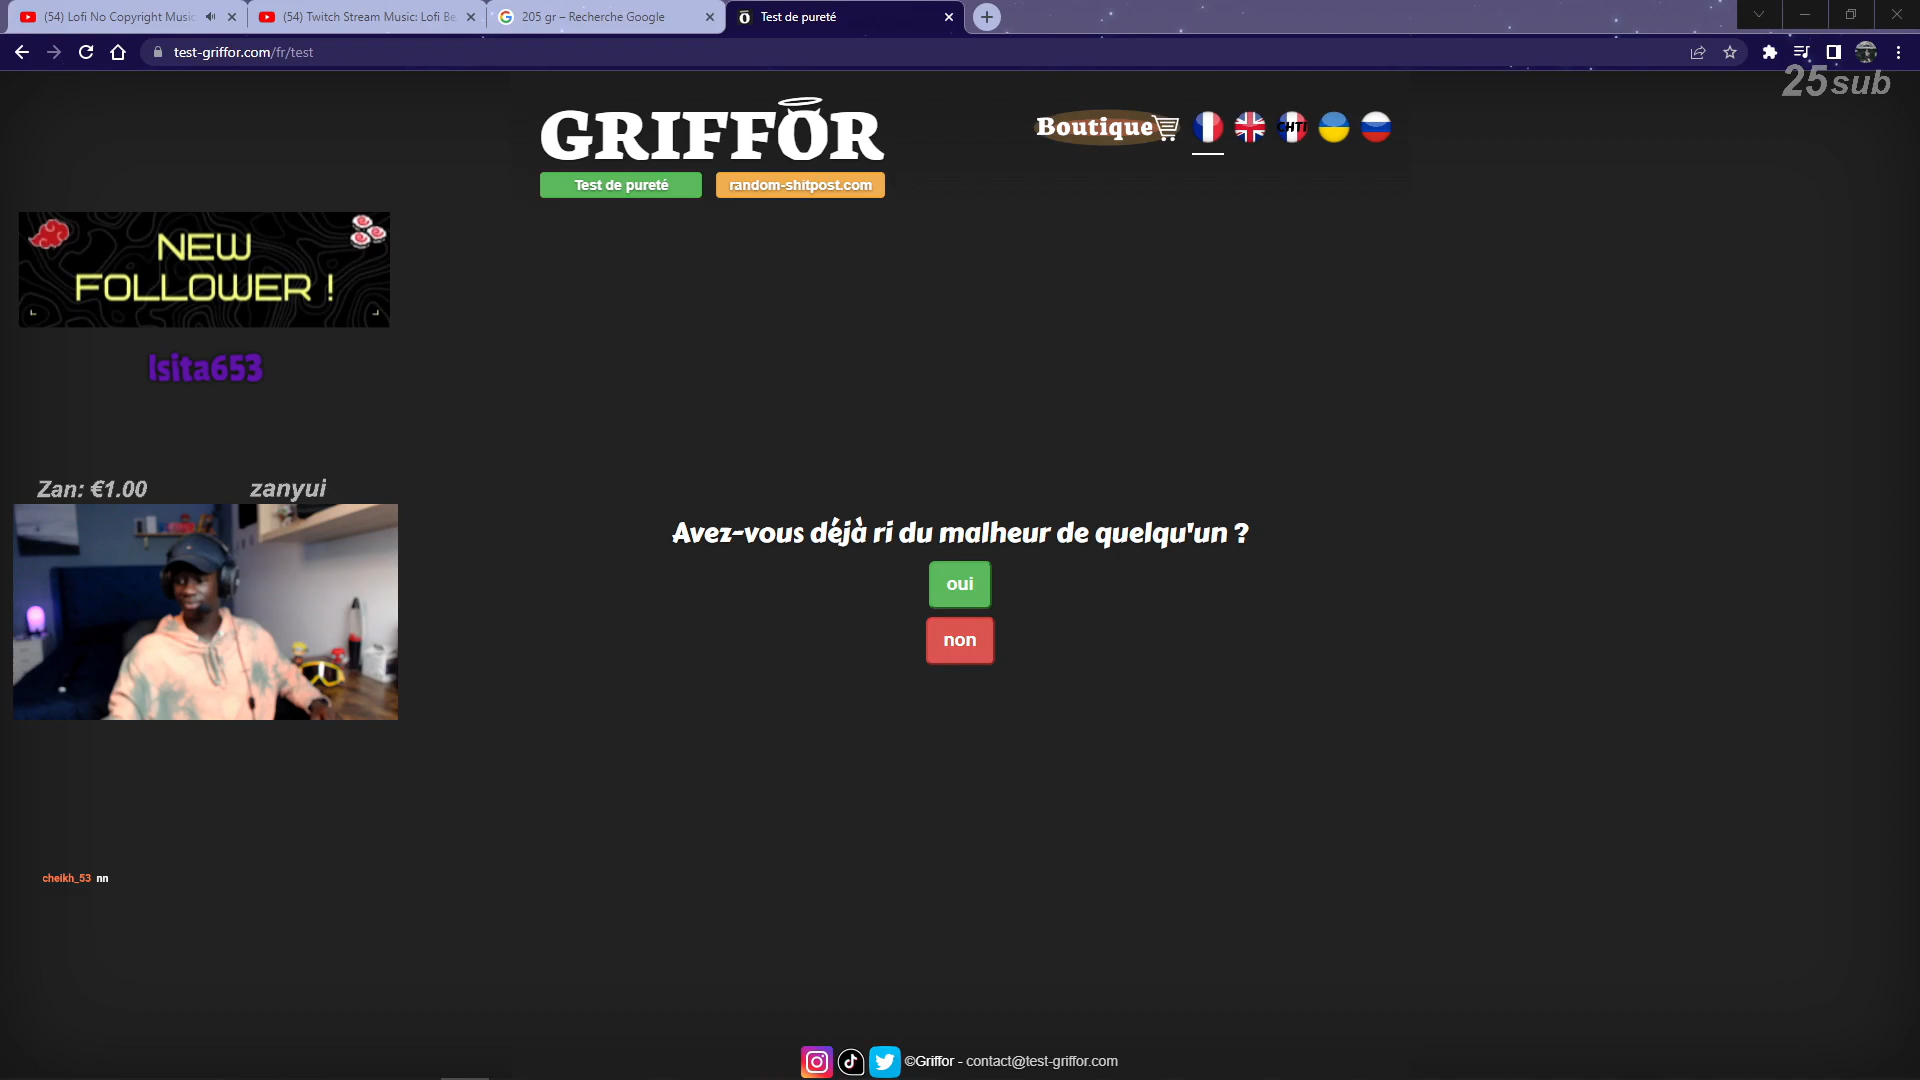 (54) Lofi No Copyright Music
(54) Twitch Stream Music: Lofi Be
205 gr – Recherche Google
Test de pureté
test-griffor.com/fr/test
25sub
GRIFFOR
Boutique
CHTI
Test de pureté
random-shitpost.com
NEW
FOLLOWER !
Isita653
Zan: €1.00
zanyui
Avez-vous déjà ri du malheur de quelqu'un ?
oui
non
cheikh_53 nn
©Griffor - contact@test-griffor.com